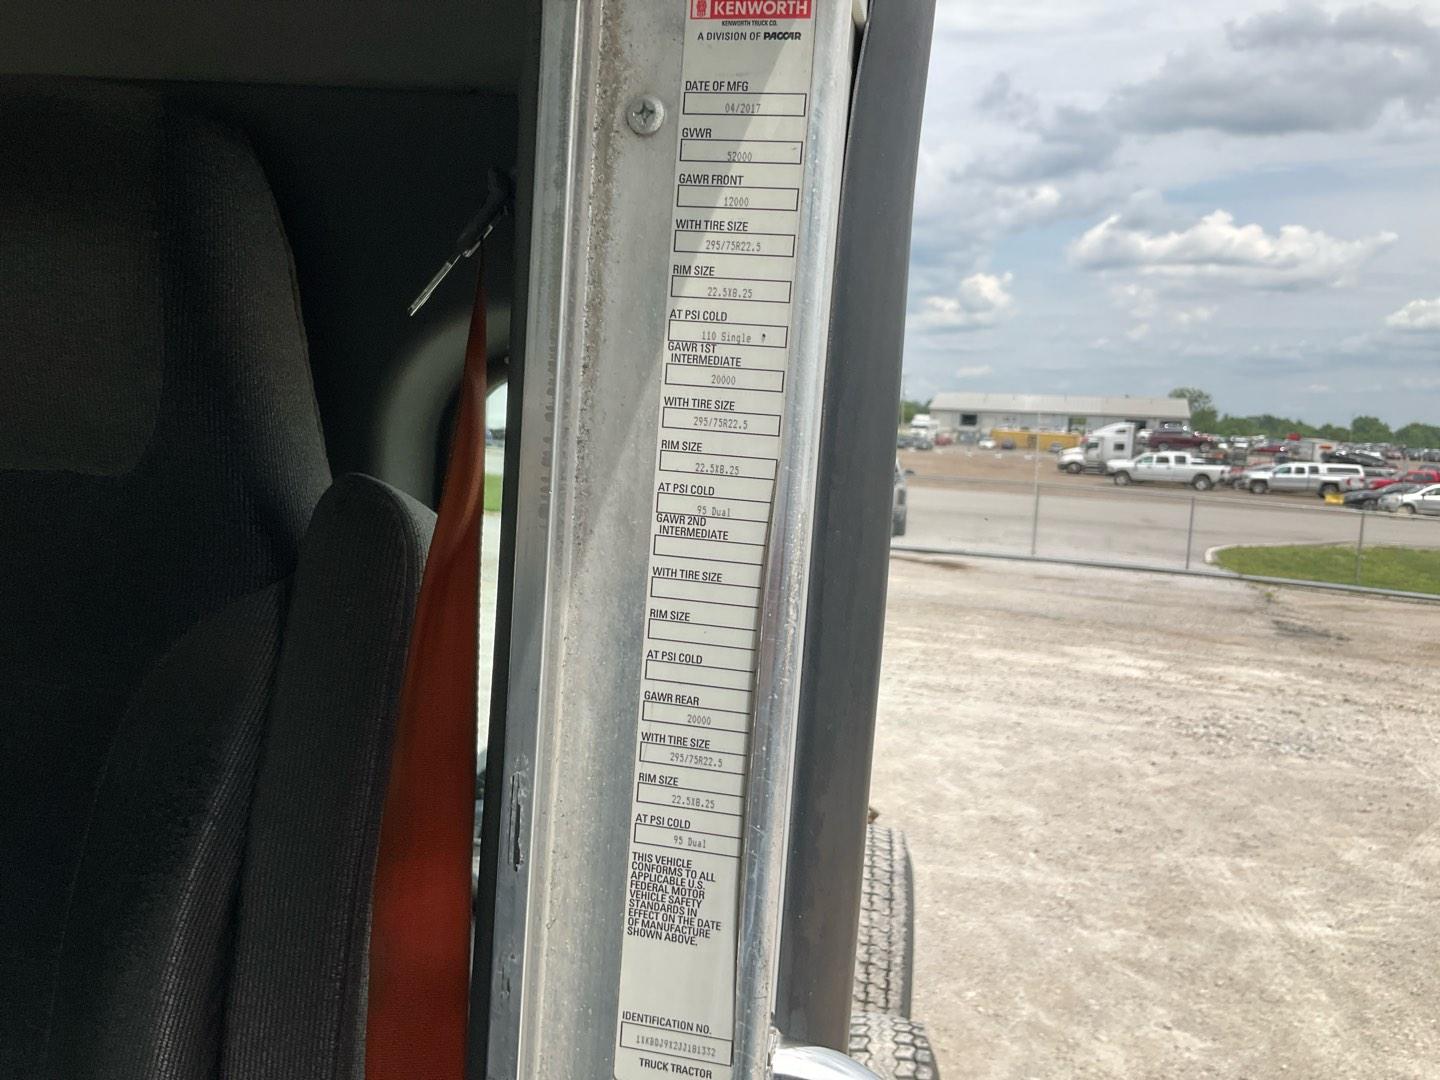 KENWORTH
KENWORTH TRUCK CO.
A DIVISION OF PACCAR
DATE OF MFG
04/2017
GVWR
52000
GAWR FRONT
12000
WITH TIRE SIZE
295/75R22.5
RIM SIZE
22.5X8.25
AT PSI COLD
110 Single
GAWR 1ST
INTERMEDIATE
20000
WITH TIRE SIZE
295/75R22.5
RIM SIZE
22.5X8.25
AT PSI COLD
95 Dual
GAWR 2ND
INTERMEDIATE
WITH TIRE SIZE
RIM SIZE
AT PSI COLD
GAWR REAR
20000
WITH TIRE SIZE
295/75R22.5
RIM SIZE
22.5X8.25
AT PSI COLD
95 Dual
THIS VEHICLE
CONFORMS TO ALL
APPLICABLE U.S.
FEDERAL MOTOR
VEHICLE SAFETY
STANDARDS IN
EFFECT ON THE DATE
OF MANUFACTURE
SHOWN ABOVE.
IDENTIFICATION NO.
1XKBDJ9X2JJ181332
TRUCK TRACTOR